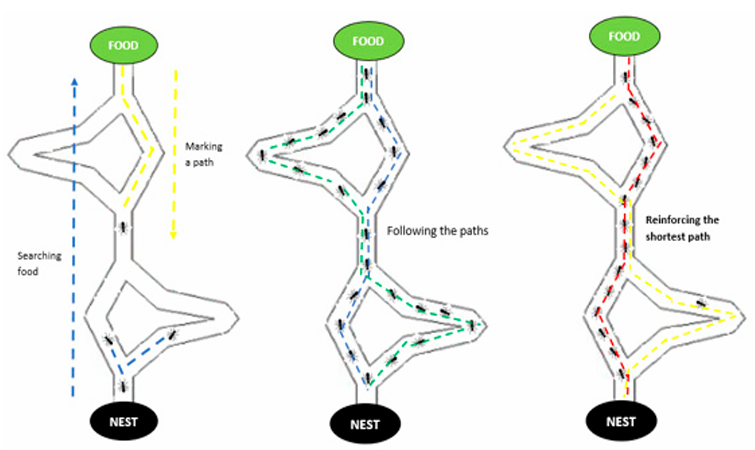 FOOD
Marking
a path
Searching
food
NEST
FOOD
Following the paths
NEST
FOOD
Reinforcing the
shortest path
NEST